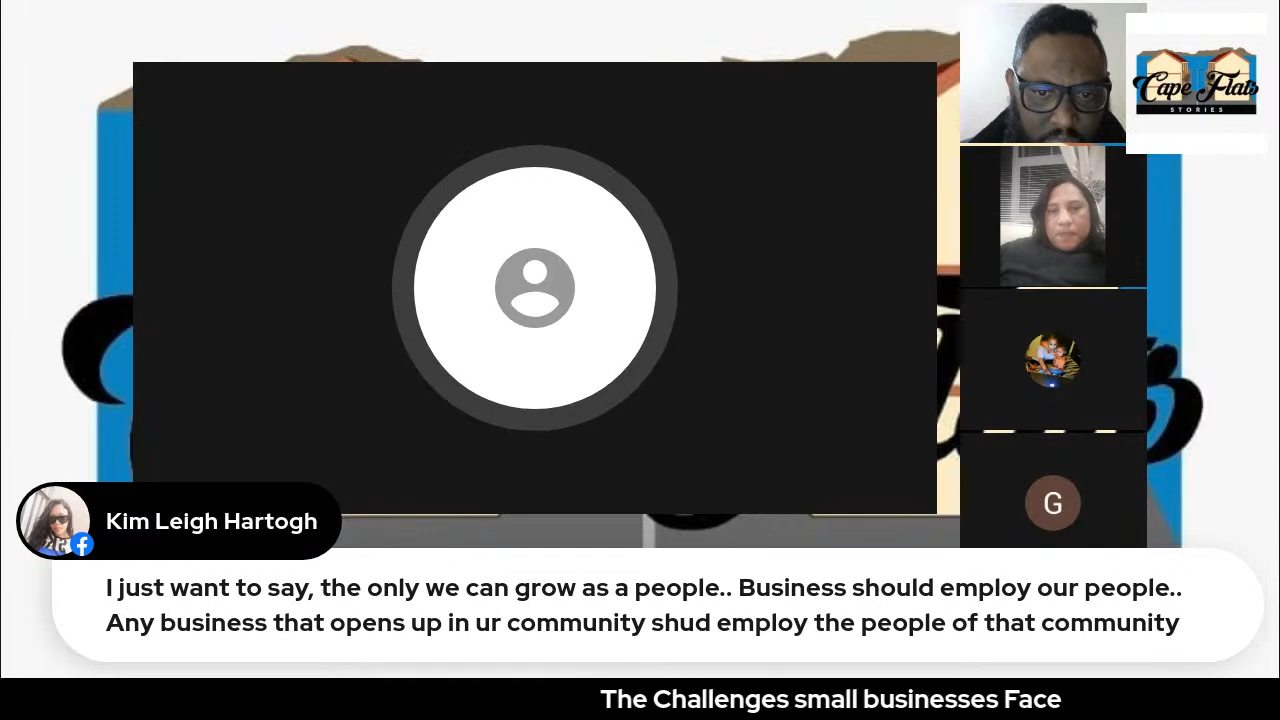 Cape Flats
STORIES
G
Kim Leigh Hartogh
I just want to say, the only we can grow as a people.. Business should employ our people..
Any business that opens up in ur community shud employ the people of that community
The Challenges small businesses Face